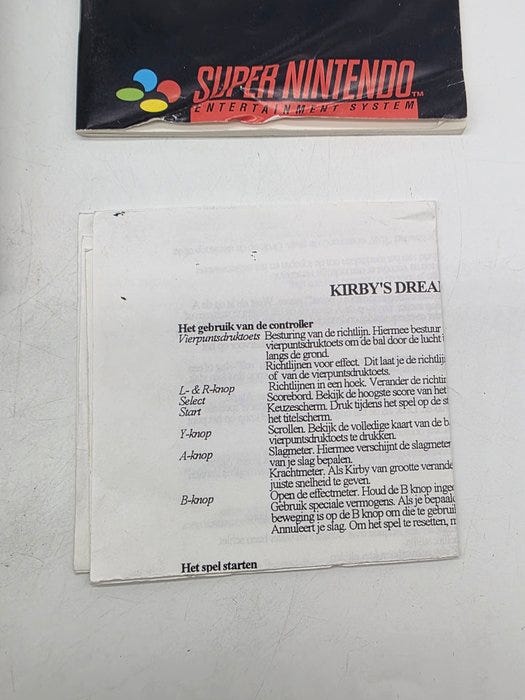 SUPER NINTENDO™
ENTERTAINMENT SYSTEM
KIRBY'S DREA
Het gebruik van de controller
Vierpuntsdruktoets Besturing van de richtlijn. Hiermee bestuur
vierpuntsdruktoets om de bal door de lucht
langs de grond.
Richtlijnen voor effect. Dit laat je de richtlij
of van de vierpuntsdruktoets.
L- & R-knop Richtlijnen in een hoek. Verander de richtir
Select Scorebord. Bekijk de hoogste score van het
Start Keuzescherm. Druk tijdens het spel op de s
het titelscherm.
Y-knop Scrollen. Bekijk de volledige kaart van de b
vierpuntsdruktoets te drukken.
A-knop Slagmeter. Hiermee verschijnt de slagmeter
van je slag bepalen.
Krachtmeter. Als Kirby van grootte verande
juiste snelheid te geven.
B-knop Open de effectmeter. Houd de B knop inge
Gebruik speciale vermogens. Als je bepaal
beweging is op de B knop om die te gebrui
Annuleert je slag. Om het spel te resetten, n
Het spel starten